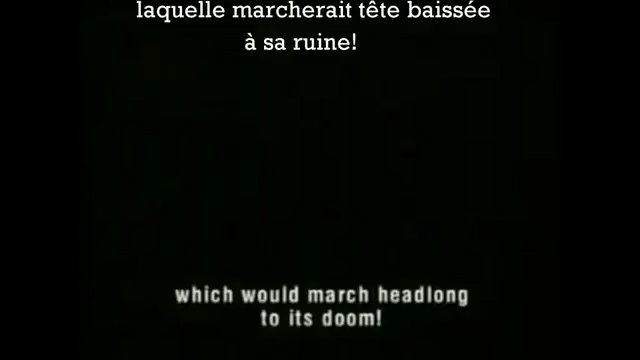 laquelle marcherait tête baissée
à sa ruine!
which would march headlong
to its doom!